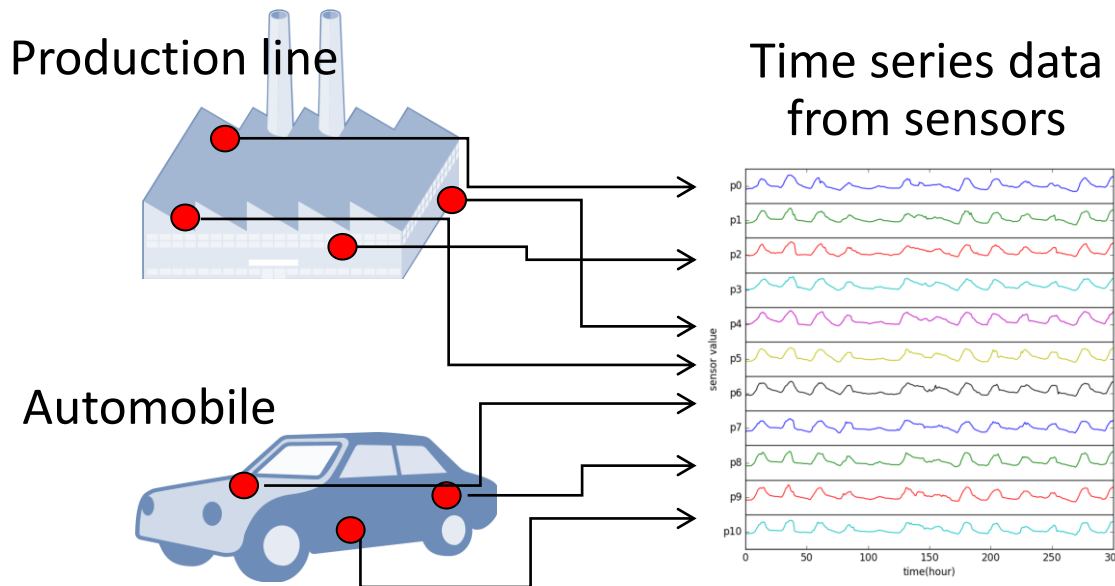 Production line
Time series data
from sensors
p0
p1
p2
p3
p4
p5
p6
p7
p8
p9
p10
sensor value
0 50 100 150 200 250 30
time(hour)
Automobile